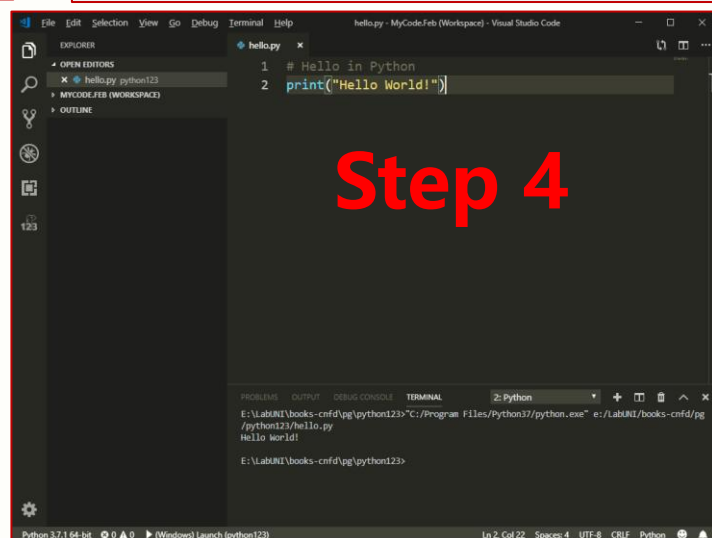 File Edit Selection View Go Debug Terminal Help hello.py - MyCode.Feb (Workspace) - Visual Studio Code
EXPLORER
OPEN EDITORS
hello.py python123
MYCODE.FEB (WORKSPACE)
OUTLINE
123
hello.py
1 # Hello in Python
2 print("Hello World!")
Step 4
PROBLEMS OUTPUT DEBUG CONSOLE TERMINAL 2: Python
E:\LabUNI\books-cnfd\pg\python123>"C:/Program Files/Python37/python.exe" e:/LabUNI/books-cnfd/pg
/python123/hello.py
Hello World!
E:\LabUNI\books-cnfd\pg\python123>
Python 3.7.1 64-bit 0 0 (Windows) Launch (python123) Ln 2, Col 22 Spaces: 4 UTF-8 CRLF Python